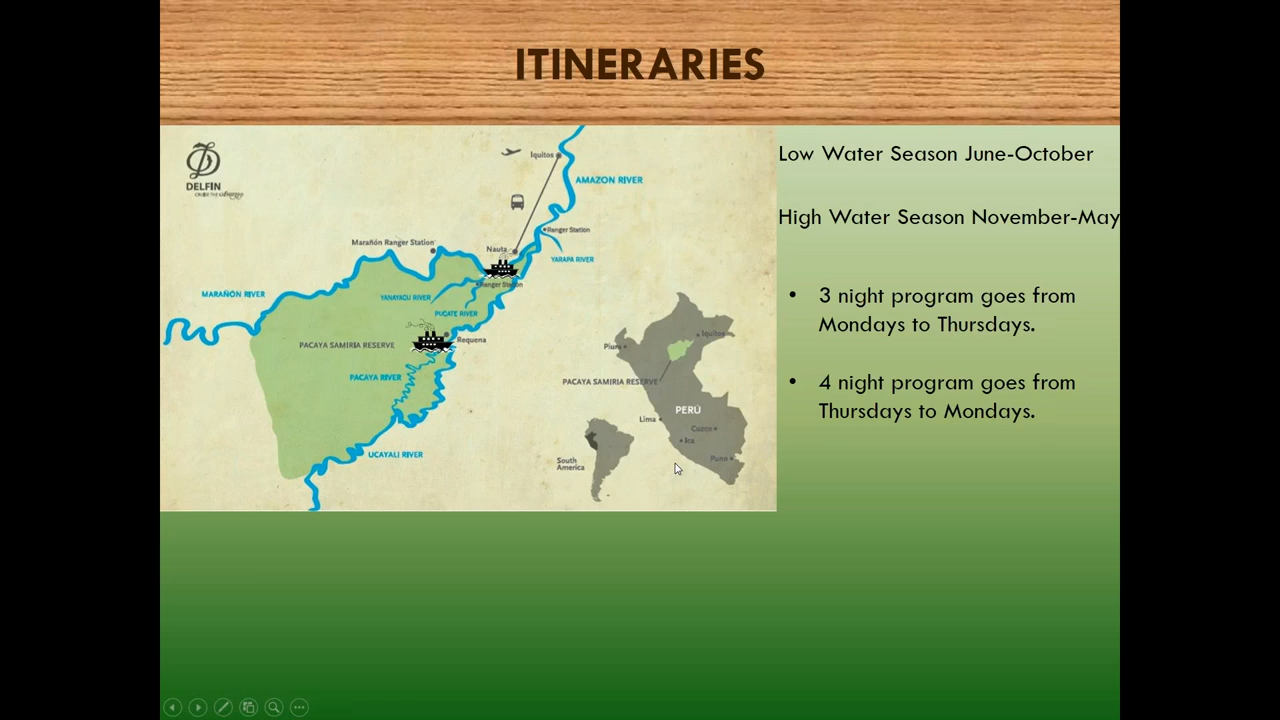 ITINERARIES
DELFIN
Iquitos
AMAZON RIVER
Ranger Station
Marañón Ranger Station
Nauta
YARAPA RIVER
Ranger Station
MARAÑÓN RIVER
YANAYACU RIVER
PUCATE RIVER
PACAYA SAMIRIA RESERVE
Requena
PACAYA RIVER
UCAYALI RIVER
Iquitos
Piura
PACAYA SAMIRIA RESERVE
PERÚ
Lima
Cuzco
Ica
Puno
South
America
Low Water Season June-October
High Water Season November-May
• 3 night program goes from
Mondays to Thursdays.
• 4 night program goes from
Thursdays to Mondays.